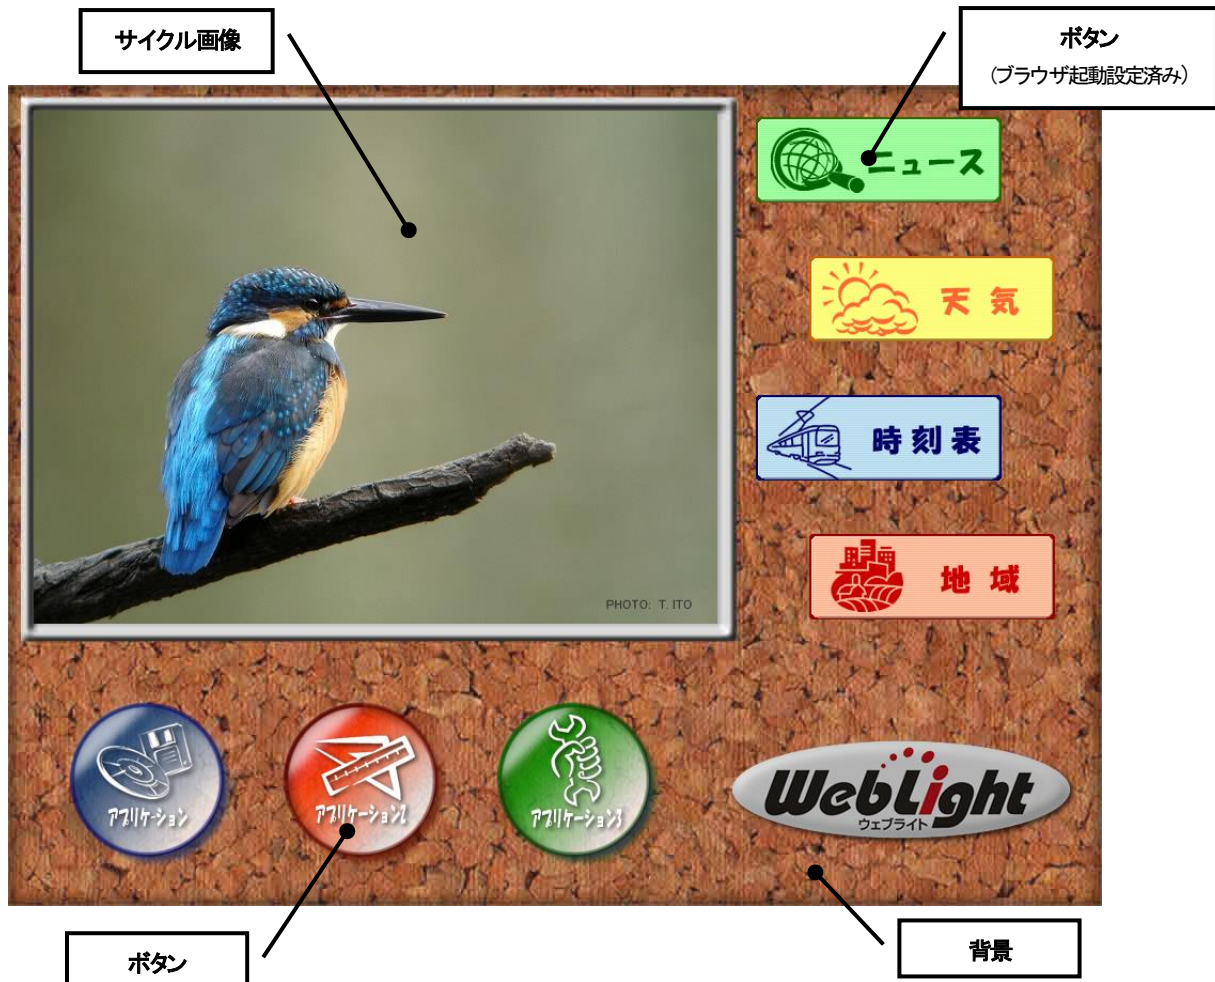 サイクル画像
ボタン
（ブラウザ起動設定済み）
ニュース
天気
時刻表
地域
PHOTO: T. ITO
アプリケーション
アプリケーション2
アプリケーション3
WebLight
ウェブライト
ボタン
背景